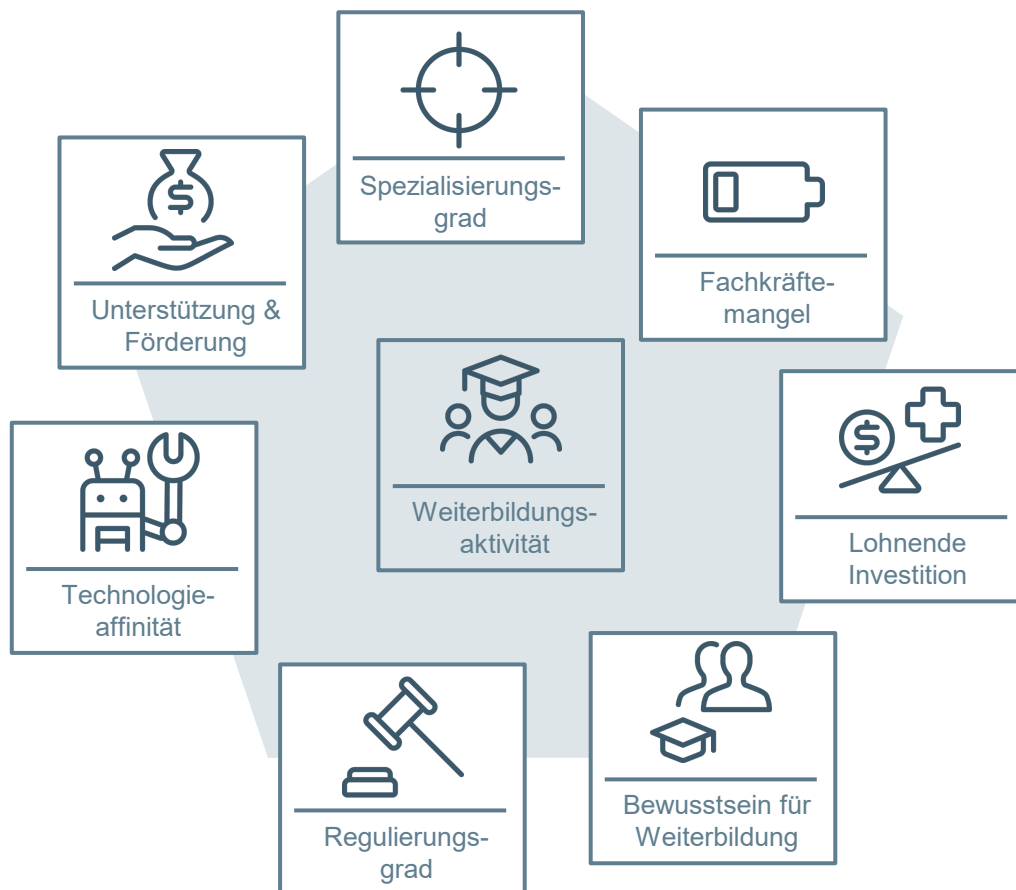 Spezialisierungs-
grad
Unterstützung &
Förderung
Fachkräfte-
mangel
Weiterbildungs-
aktivität
Lohnende
Investition
Technologie-
affinität
Bewusstsein für
Weiterbildung
Regulierungs-
grad